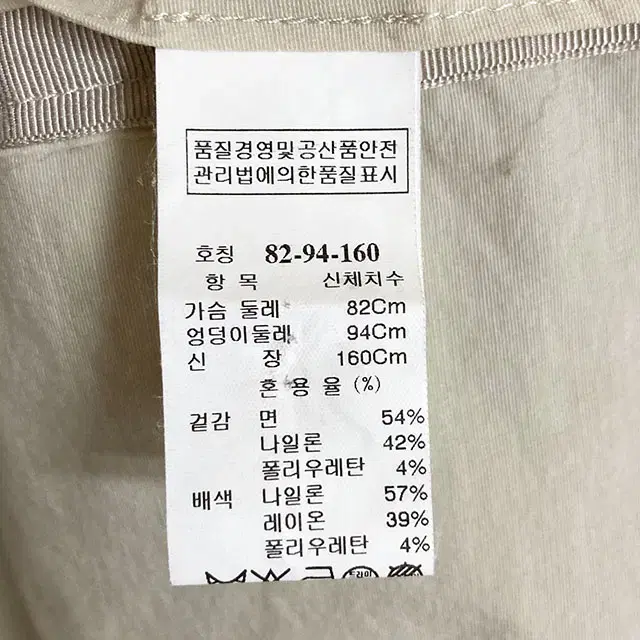 품질경영및공산품안전
관리법에의한품질표시
호칭 82-94-160
항 목 신체치수
가슴 둘레 82Cm
엉덩이둘레 94Cm
신 장 160Cm
혼 용 율 (%)
겉감 면 54%
나일론 42%
폴리우레탄 4%
배색 나일론 57%
레이온 39%
폴리우레탄 4%
드라이